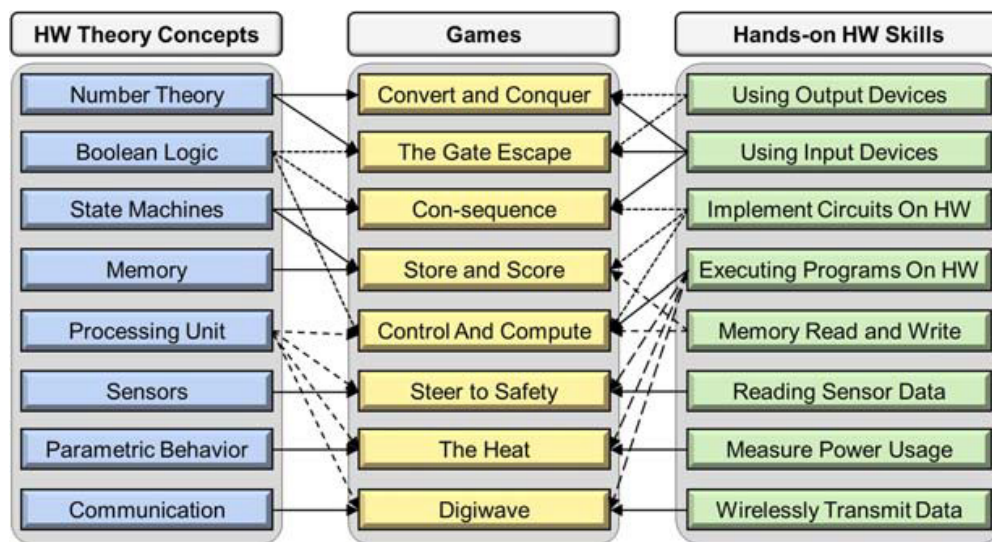 HW Theory Concepts
Games
Hands-on HW Skills
Number Theory
Convert and Conquer
Using Output Devices
Boolean Logic
The Gate Escape
Using Input Devices
State Machines
Con-sequence
Implement Circuits On HW
Memory
Store and Score
Executing Programs On HW
Processing Unit
Control And Compute
Memory Read and Write
Sensors
Steer to Safety
Reading Sensor Data
Parametric Behavior
The Heat
Measure Power Usage
Communication
Digiwave
Wirelessly Transmit Data